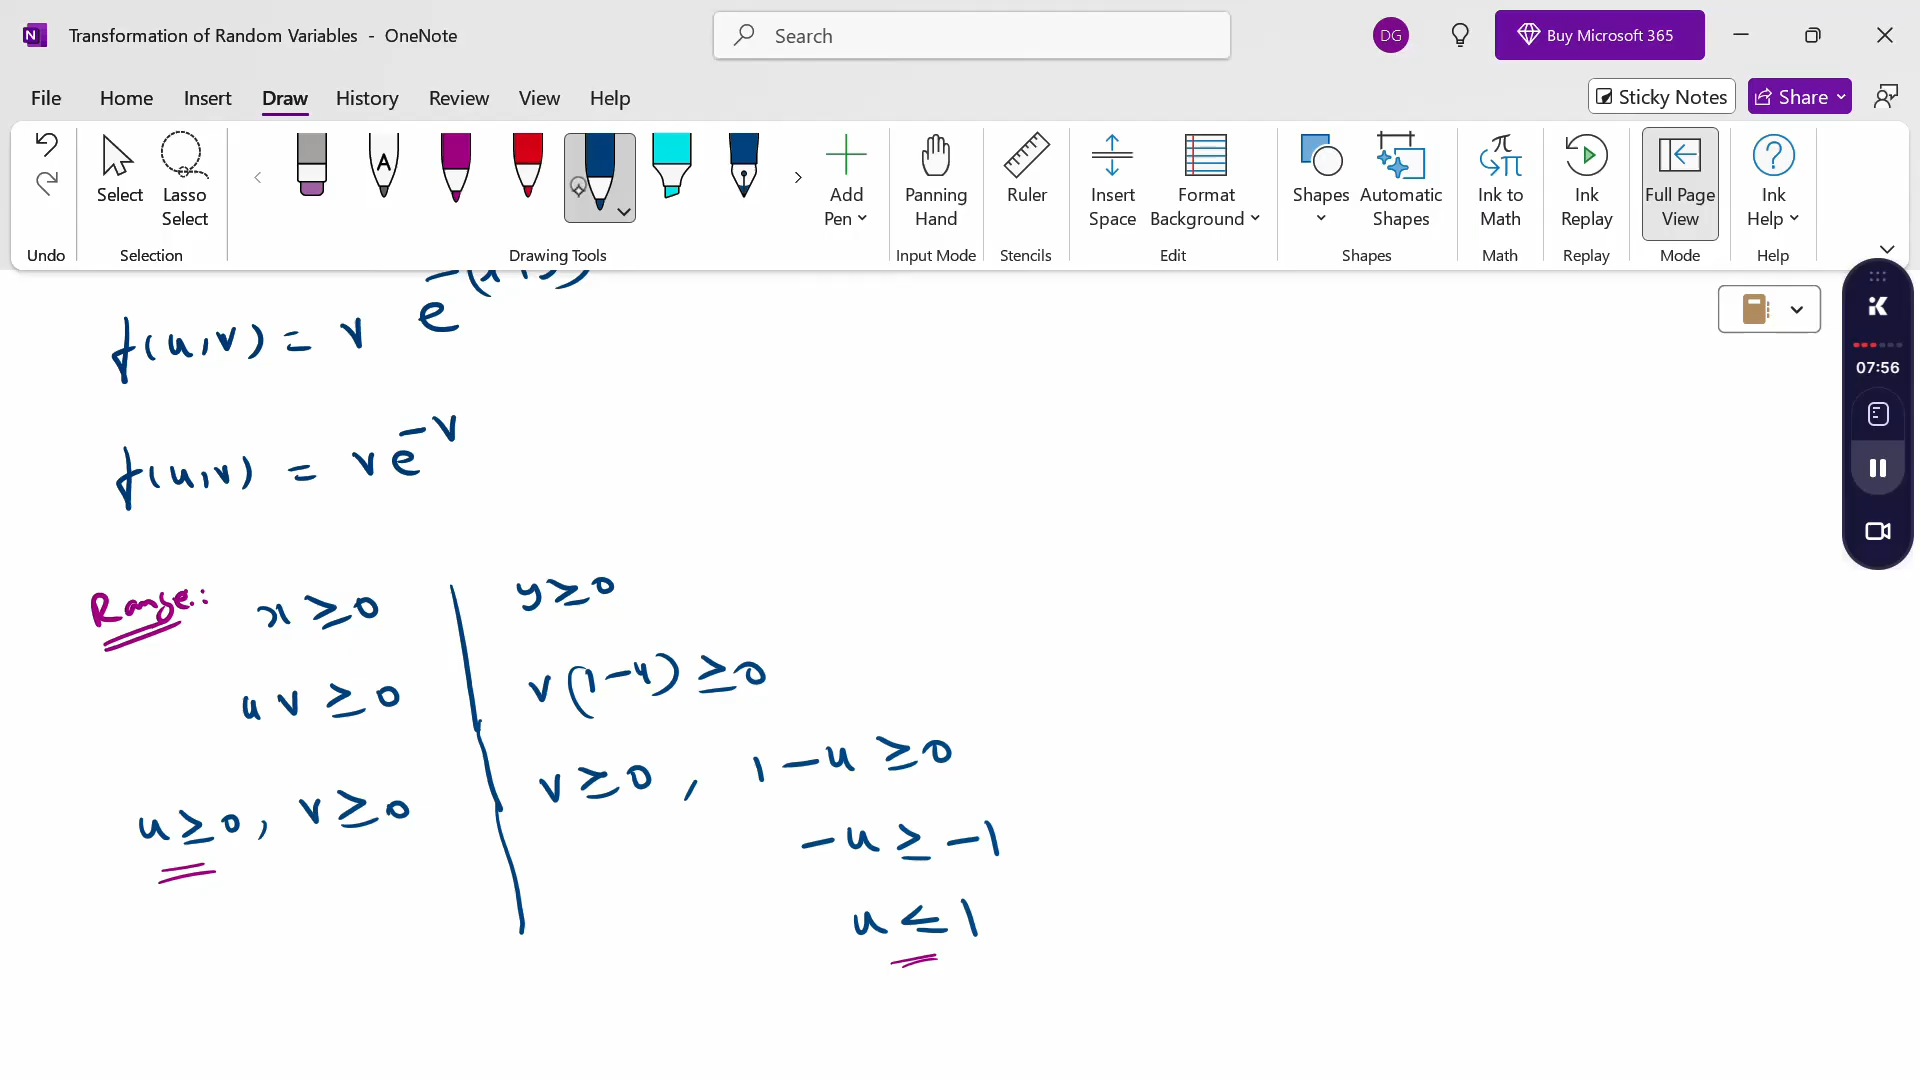 Transformation of Random Variables - OneNote
Search
DG
Buy Microsoft 365
File Home Insert Draw History Review View Help
Sticky Notes
Share
Select
Lasso Select
A
Add Pen
Panning Hand
Ruler
Insert Space
Format Background
Shapes
Automatic Shapes
Ink to Math
Ink Replay
Full Page View
Ink Help
Undo Selection Drawing Tools Input Mode Stencils Edit Shapes Math Replay Mode Help
07:56
f(u,v) = v e^-(x+y)
f(u,v) = v e^-v
Range: x ≥ 0 y ≥ 0
u v ≥ 0 v(1-u) ≥ 0
u ≥ 0, v ≥ 0 v ≥ 0, 1-u ≥ 0
-u ≥ -1
u ≤ 1